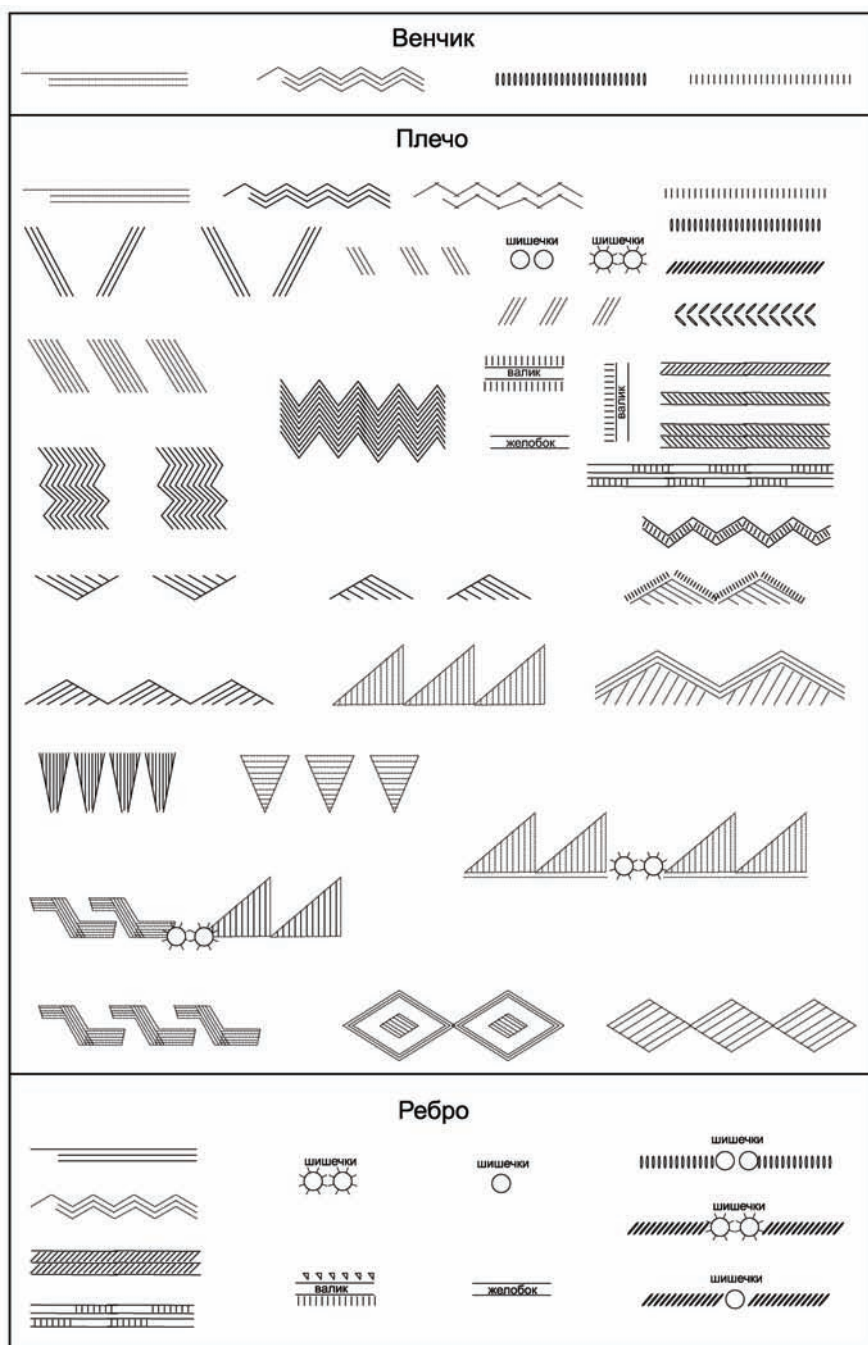 Венчик
Плечо
шишечки шишечки
валик
валик
желобок
Ребро
шишечки
шишечки
шишечки
шишечки
валик
желобок
шишечки